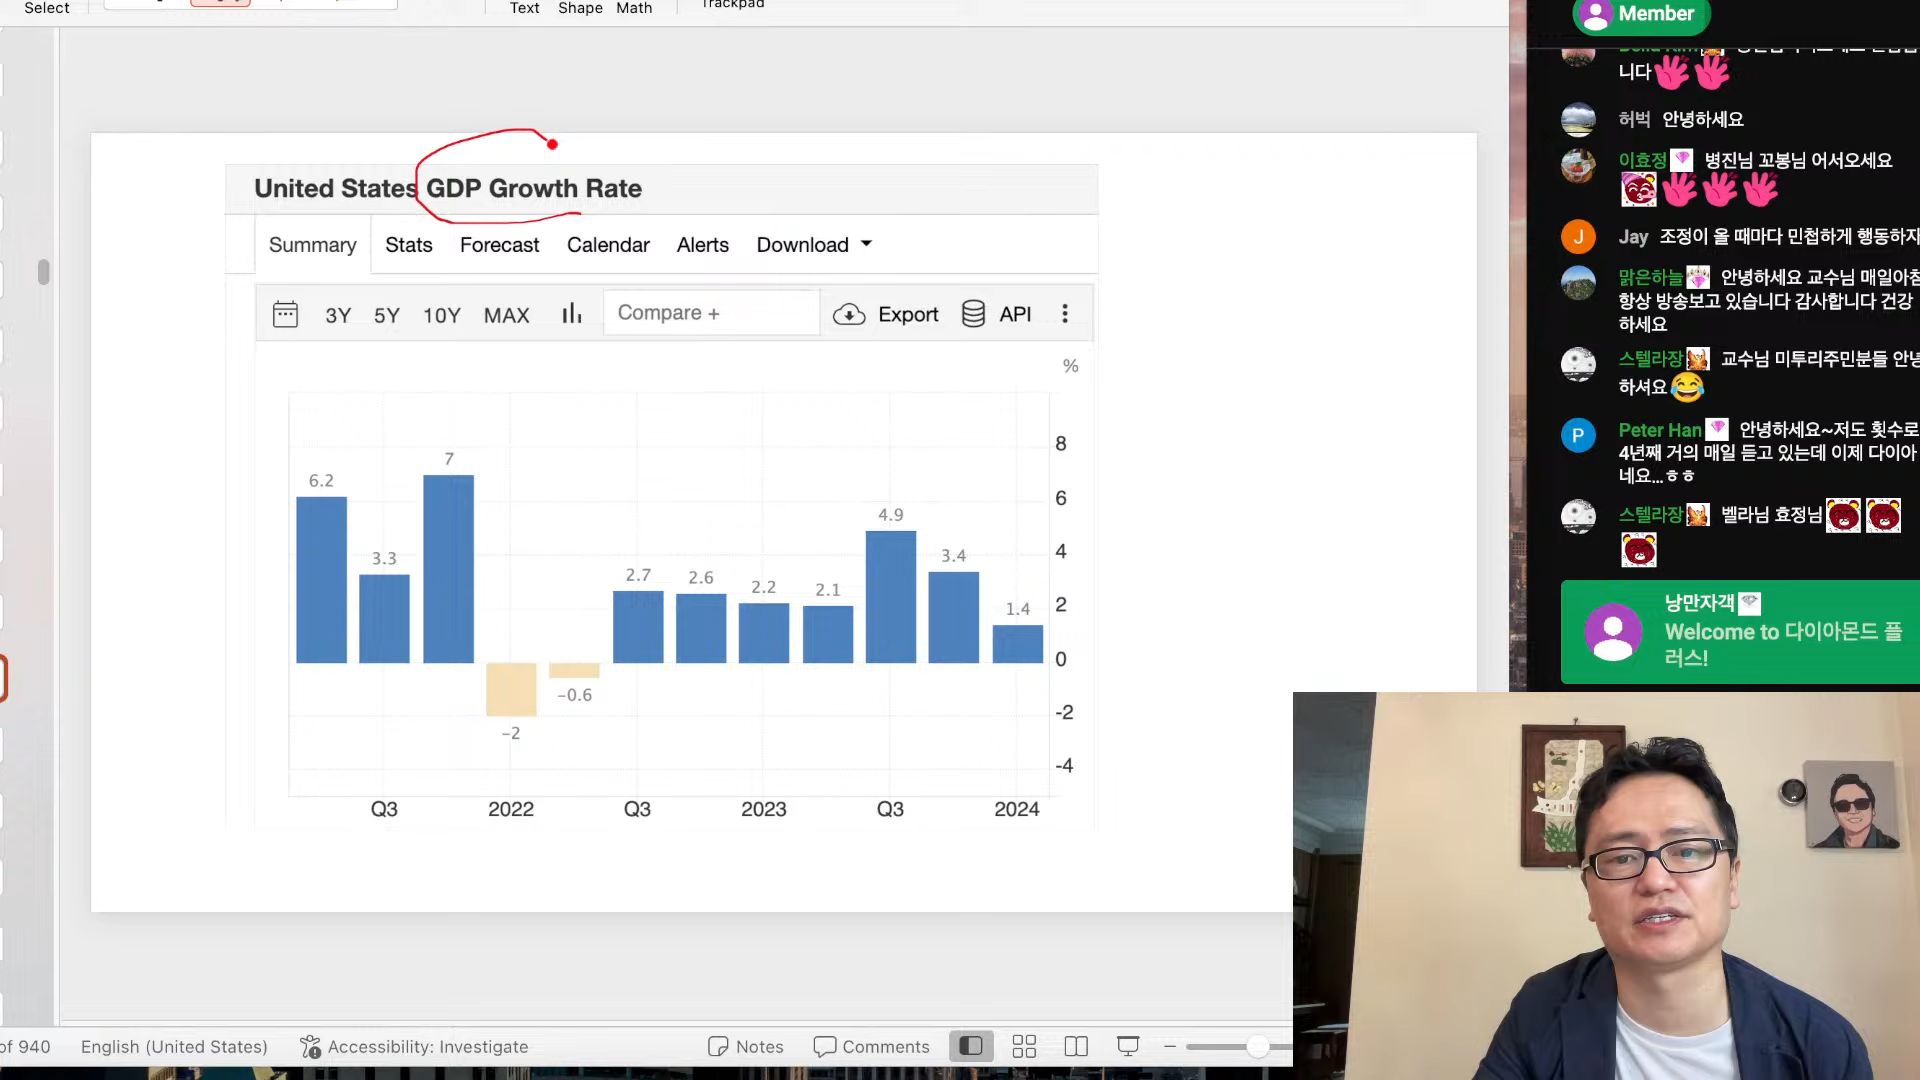 Select
Text Shape Math
Trackpad
United States GDP Growth Rate
Summary Stats Forecast Calendar Alerts Download
3Y 5Y 10Y MAX Compare + Export API
%
8
6
4
2
0
-2
-4
6.2
3.3
7
-2
-0.6
2.7
2.6
2.2
2.1
4.9
3.4
1.4
Q3 2022 Q3 2023 Q3 2024
of 940 English (United States) Accessibility: Investigate Notes Comments
Member
니다
허벅 안녕하세요
이효정 병진님 꼬봉님 어서오세요
J Jay 조정이 올 때마다 민첩하게 행동하자
맑은하늘 안녕하세요 교수님 매일아침
항상 방송보고 있습니다 감사합니다 건강
하세요
스텔라장 교수님 미투리주민분들 안녕
하셔요
P Peter Han 안녕하세요~저도 횟수로
4년째 거의 매일 듣고 있는데 이제 다이아
네요...ㅎㅎ
스텔라장 벨라님 효정님
낭만자객
Welcome to 다이아몬드 플
러스!